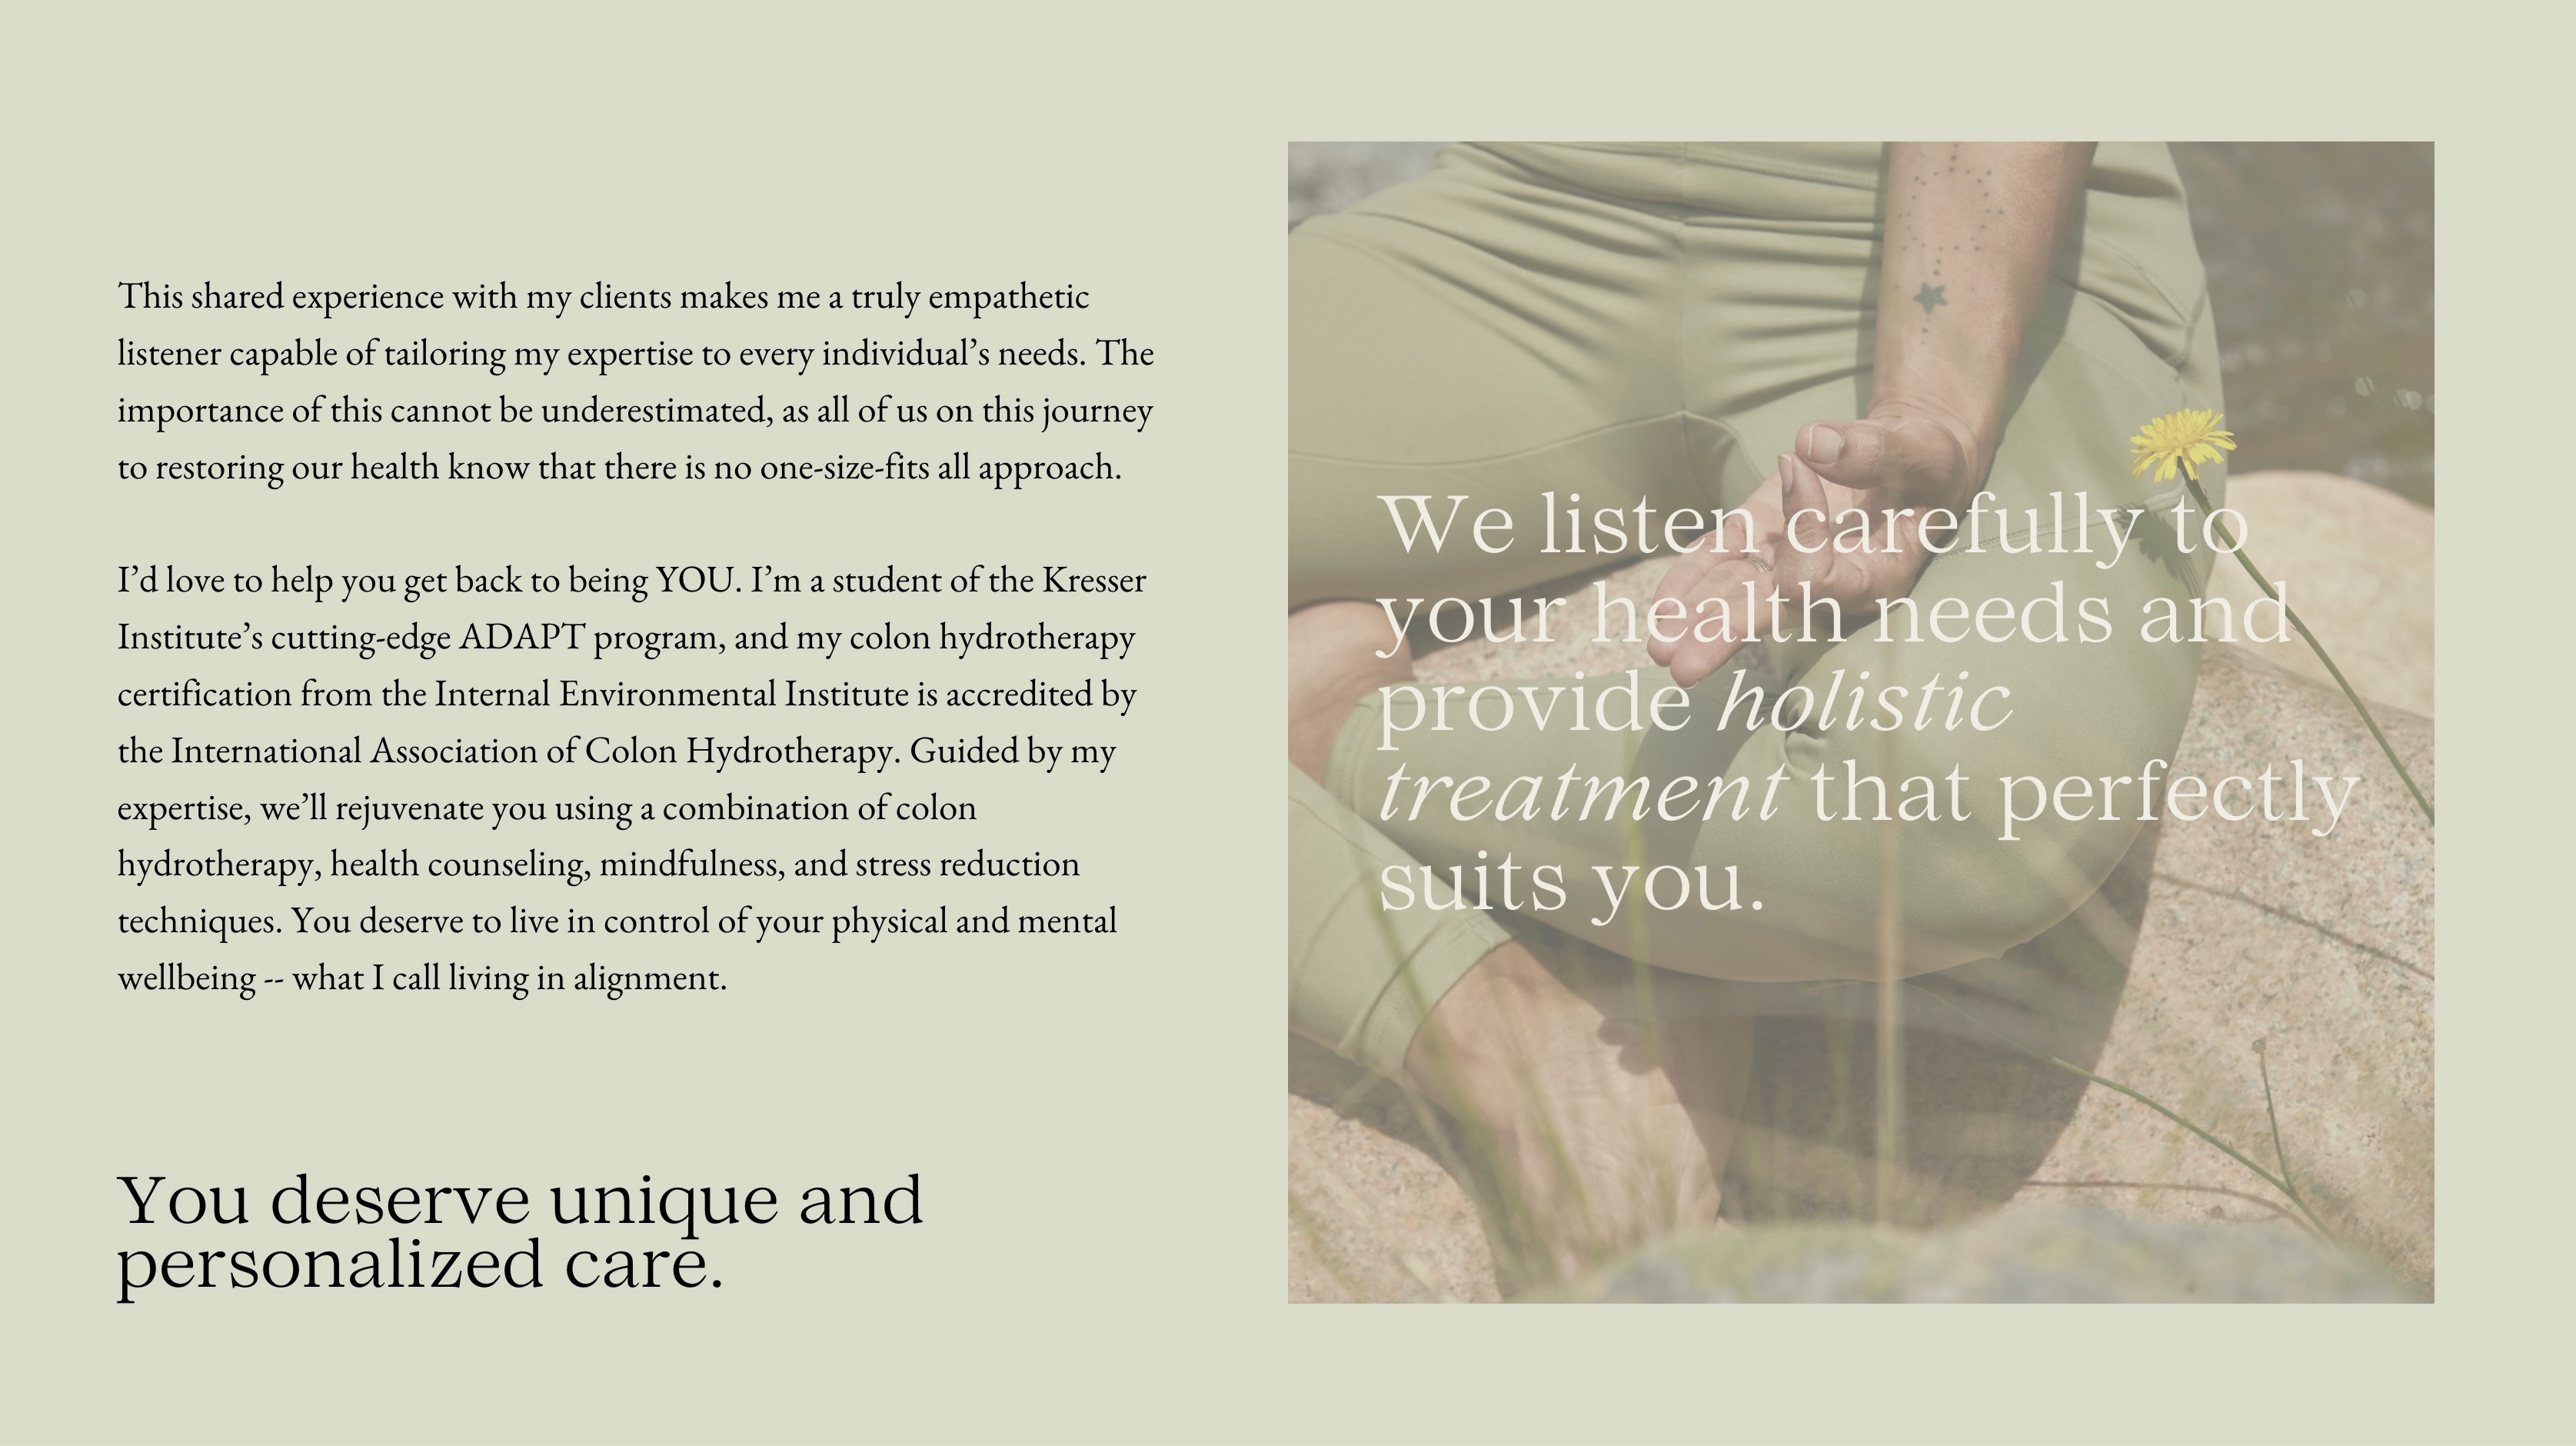 This shared experience with my clients makes me a truly empathetic
listener capable of tailoring my expertise to every individual’s needs. The
importance of this cannot be underestimated, as all of us on this journey
to restoring our health know that there is no one-size-fits all approach.
I’d love to help you get back to being YOU. I’m a student of the Kresser
Institute’s cutting-edge ADAPT program, and my colon hydrotherapy
certification from the Internal Environmental Institute is accredited by
the International Association of Colon Hydrotherapy. Guided by my
expertise, we’ll rejuvenate you using a combination of colon
hydrotherapy, health counseling, mindfulness, and stress reduction
techniques. You deserve to live in control of your physical and mental
wellbeing -- what I call living in alignment.
You deserve unique and
personalized care.
We listen carefully to
your health needs and
provide holistic
treatment that perfectly
suits you.